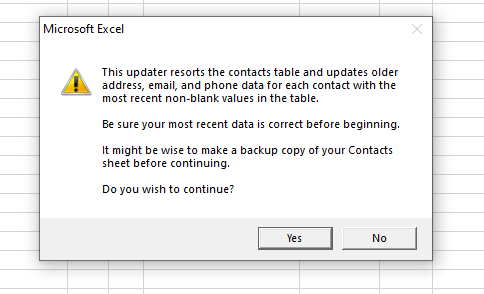 Microsoft Excel
This updater resorts the contacts table and updates older
address, email, and phone data for each contact with the
most recent non-blank values in the table.
Be sure your most recent data is correct before beginning.
It might be wise to make a backup copy of your Contacts
sheet before continuing.
Do you wish to continue?
Yes
No